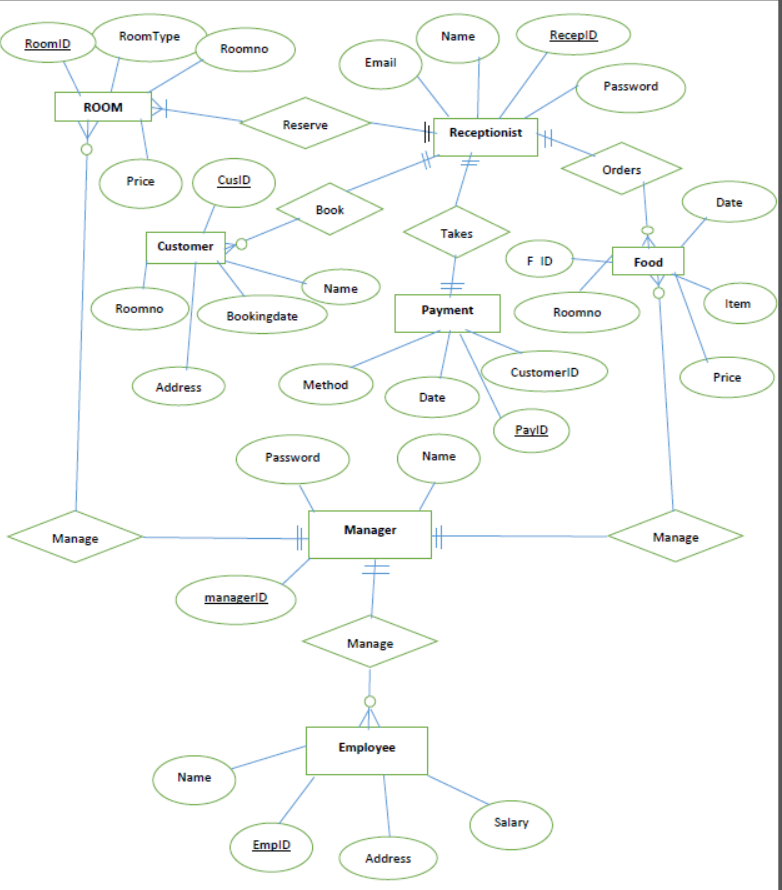 RoomID
RoomType
Roomno
Name
RecepID
Email
Password
ROOM
Reserve
Receptionist
Price
CusID
Orders
Book
Date
Customer
Takes
F ID
Food
Roomno
Bookingdate
Name
Payment
Roomno
Item
Address
Method
Date
CustomerID
Price
PayID
Password
Name
Manage
Manager
Manage
managerID
Manage
Employee
Name
EmpID
Address
Salary